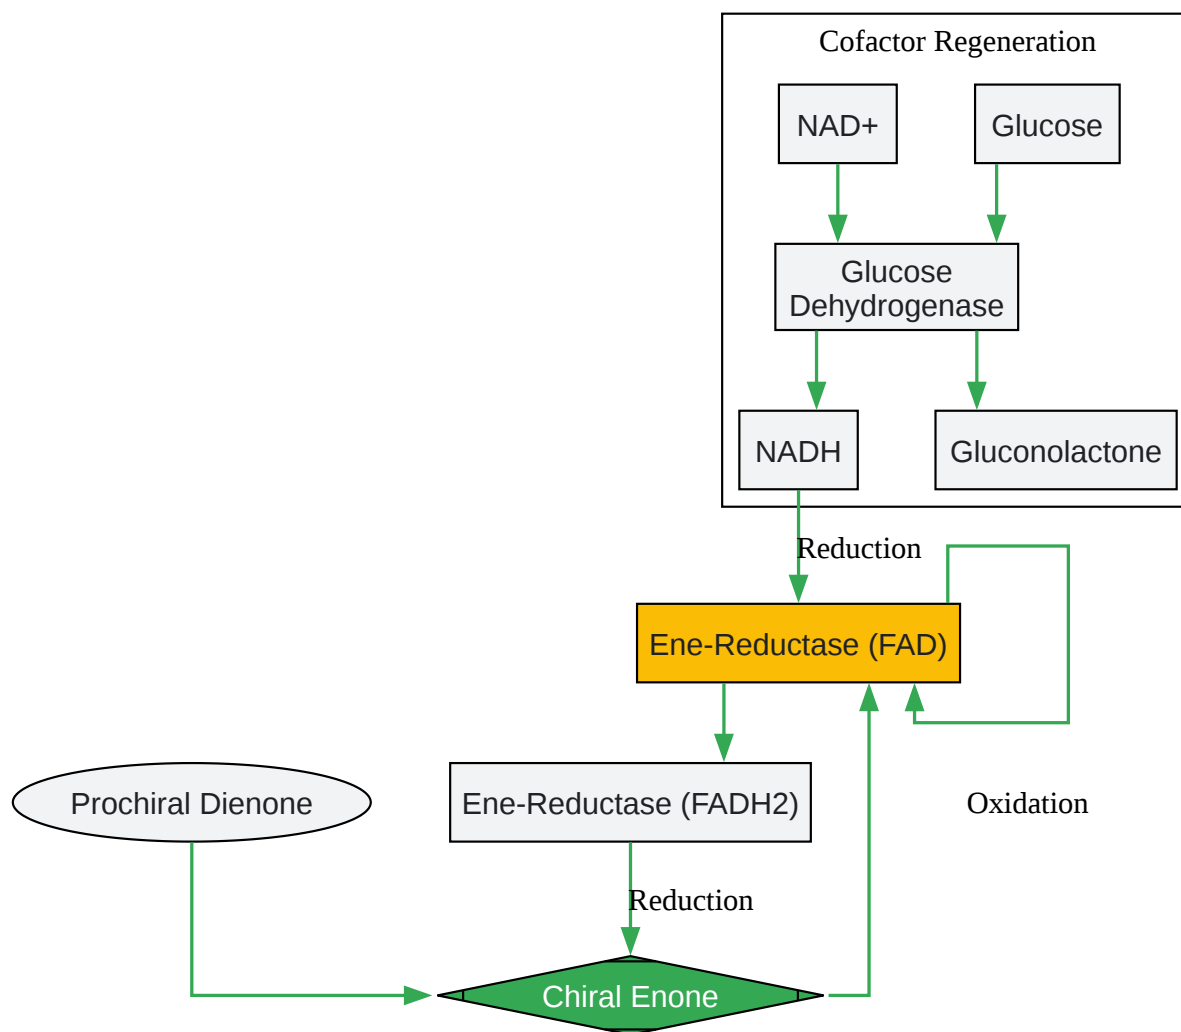 Cofactor Regeneration
NAD+
Glucose
Glucose
Dehydrogenase
NADH
Gluconolactone
Reduction
Ene-Reductase (FAD)
Prochiral Dienone
Ene-Reductase (FADH2)
Oxidation
Reduction
Chiral Enone